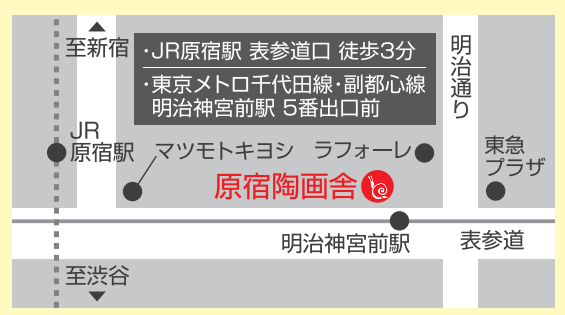 至新宿
・JR原宿駅 表参道口 徒歩3分
・東京メトロ千代田線・副都心線
明治神宮前駅 5番出口前
明治通り
JR
原宿駅
マツモトキヨシ
ラフォーレ
東急
プラザ
原宿陶画舎
明治神宮前駅
表参道
至渋谷